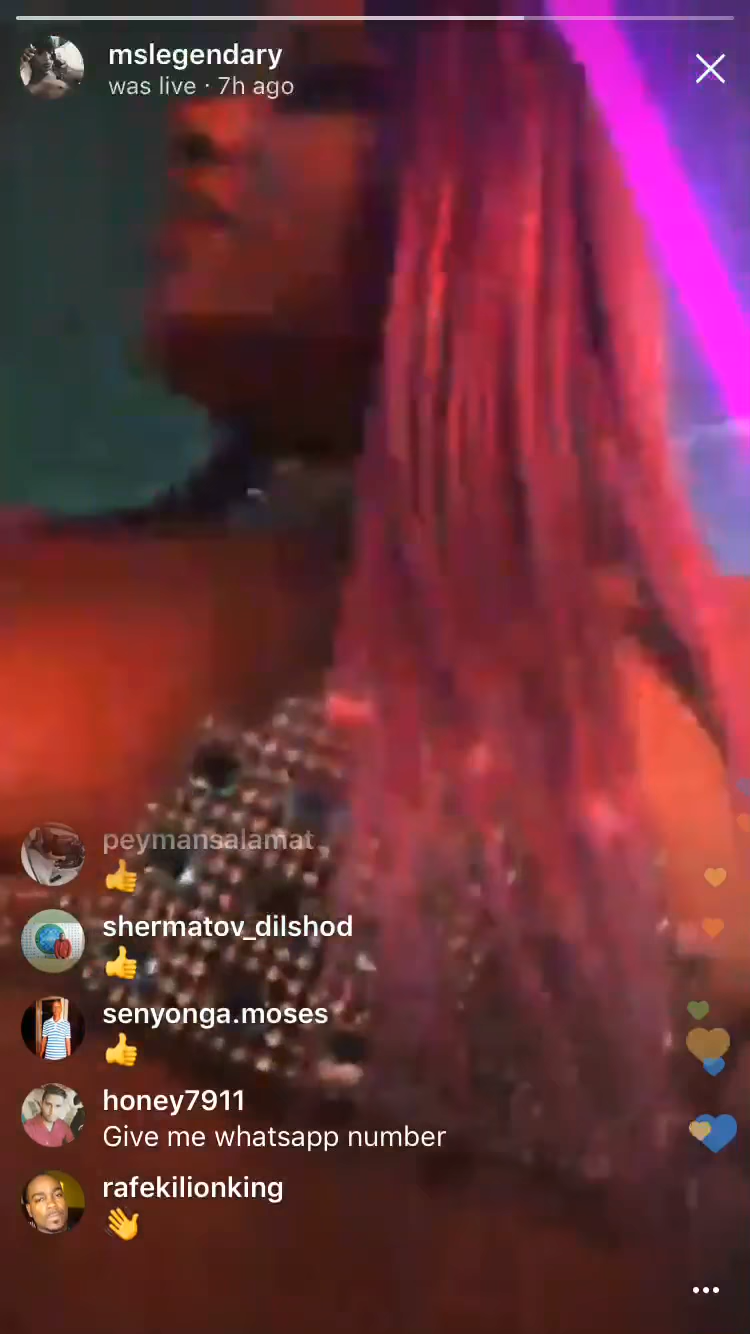 mslegendary
was live · 7h ago
peymansalamat
👍
shermatov_dilshod
👍
senyonga.moses
👍
honey7911
Give me whatsapp number
rafekilionking
👋